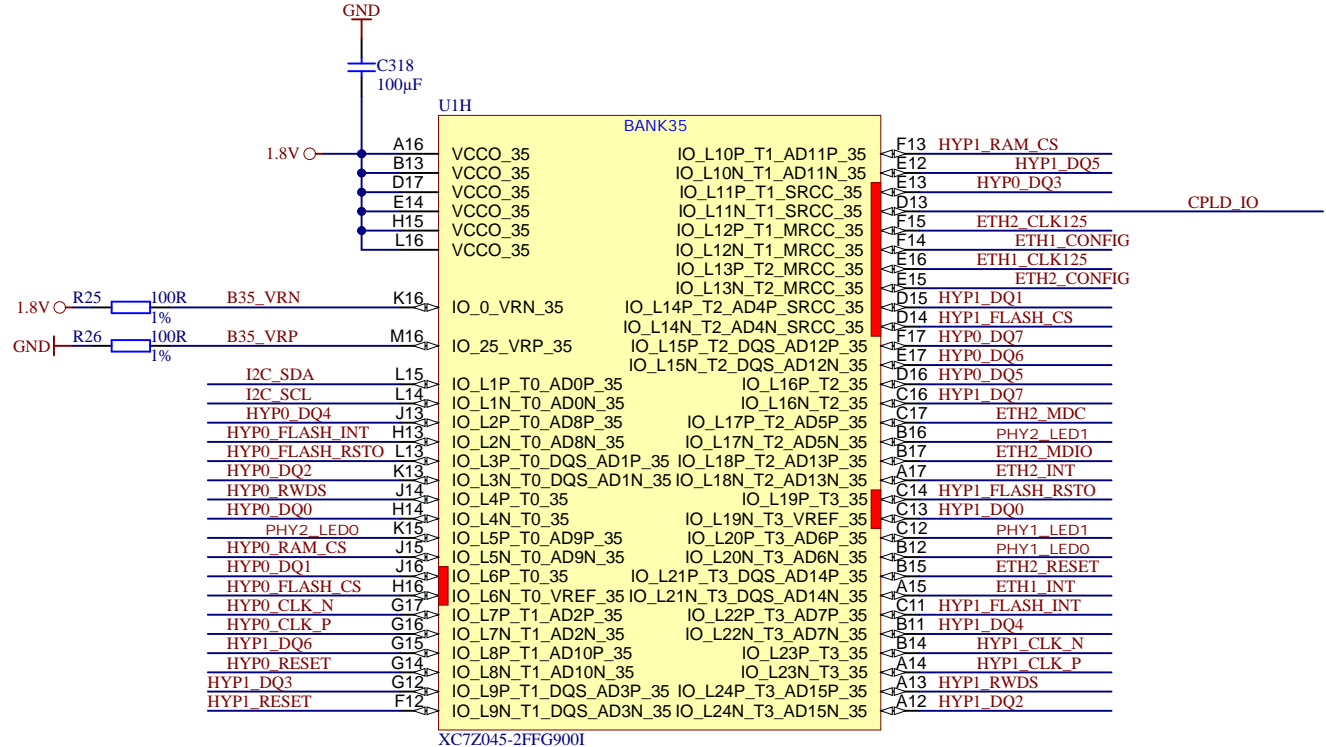 GND
C318
100µF
U1H
BANK35
1.8V
A16 VCCO_35
B13 VCCO_35
D17 VCCO_35
E14 VCCO_35
H15 VCCO_35
L16 VCCO_35
1.8V R25 100R 1% B35_VRN K16 IO_0_VRN_35
GND R26 100R 1% B35_VRP M16 IO_25_VRP_35
I2C_SDA L15 IO_L1P_T0_AD0P_35
I2C_SCL L14 IO_L1N_T0_AD0N_35
HYP0_DQ4 J13 IO_L2P_T0_AD8P_35
HYP0_FLASH_INT H13 IO_L2N_T0_AD8N_35
HYP0_FLASH_RSTO L13 IO_L3P_T0_DQS_AD1P_35
HYP0_DQ2 K13 IO_L3N_T0_DQS_AD1N_35
HYP0_RWDS J14 IO_L4P_T0_35
HYP0_DQ0 H14 IO_L4N_T0_35
PHY2_LED0 K15 IO_L5P_T0_AD9P_35
HYP0_RAM_CS J15 IO_L5N_T0_AD9N_35
HYP0_DQ1 J16 IO_L6P_T0_35
HYP0_FLASH_CS H16 IO_L6N_T0_VREF_35
HYP0_CLK_N G17 IO_L7P_T1_AD2P_35
HYP0_CLK_P G16 IO_L7N_T1_AD2N_35
HYP1_DQ6 G15 IO_L8P_T1_AD10P_35
HYP0_RESET G14 IO_L8N_T1_AD10N_35
HYP1_DQ3 G12 IO_L9P_T1_DQS_AD3P_35
HYP1_RESET F12 IO_L9N_T1_DQS_AD3N_35
IO_L10P_T1_AD11P_35 F13 HYP1_RAM_CS
IO_L10N_T1_AD11N_35 E12 HYP1_DQ5
IO_L11P_T1_SRCC_35 E13 HYP0_DQ3
IO_L11N_T1_SRCC_35 D13 CPLD_IO
IO_L12P_T1_MRCC_35 F15 ETH2_CLK125
IO_L12N_T1_MRCC_35 F14 ETH1_CONFIG
IO_L13P_T2_MRCC_35 E16 ETH1_CLK125
IO_L13N_T2_MRCC_35 E15 ETH2_CONFIG
IO_L14P_T2_AD4P_SRCC_35 D15 HYP1_DQ1
IO_L14N_T2_AD4N_SRCC_35 D14 HYP1_FLASH_CS
IO_L15P_T2_DQS_AD12P_35 F17 HYP0_DQ7
IO_L15N_T2_DQS_AD12N_35 E17 HYP0_DQ6
IO_L16P_T2_35 D16 HYP0_DQ5
IO_L16N_T2_35 C16 HYP1_DQ7
IO_L17P_T2_AD5P_35 C17 ETH2_MDC
IO_L17N_T2_AD5N_35 B16 PHY2_LED1
IO_L18P_T2_AD13P_35 B17 ETH2_MDIO
IO_L18N_T2_AD13N_35 A17 ETH2_INT
IO_L19P_T3_35 C14 HYP1_FLASH_RSTO
IO_L19N_T3_VREF_35 C13 HYP1_DQ0
IO_L20P_T3_AD6P_35 C12 PHY1_LED1
IO_L20N_T3_AD6N_35 B12 PHY1_LED0
IO_L21P_T3_DQS_AD14P_35 B15 ETH2_RESET
IO_L21N_T3_DQS_AD14N_35 A15 ETH1_INT
IO_L22P_T3_AD7P_35 C11 HYP1_FLASH_INT
IO_L22N_T3_AD7N_35 B11 HYP1_DQ4
IO_L23P_T3_35 B14 HYP1_CLK_N
IO_L23N_T3_35 A14 HYP1_CLK_P
IO_L24P_T3_AD15P_35 A13 HYP1_RWDS
IO_L24N_T3_AD15N_35 A12 HYP1_DQ2
XC7Z045-2FFG900I